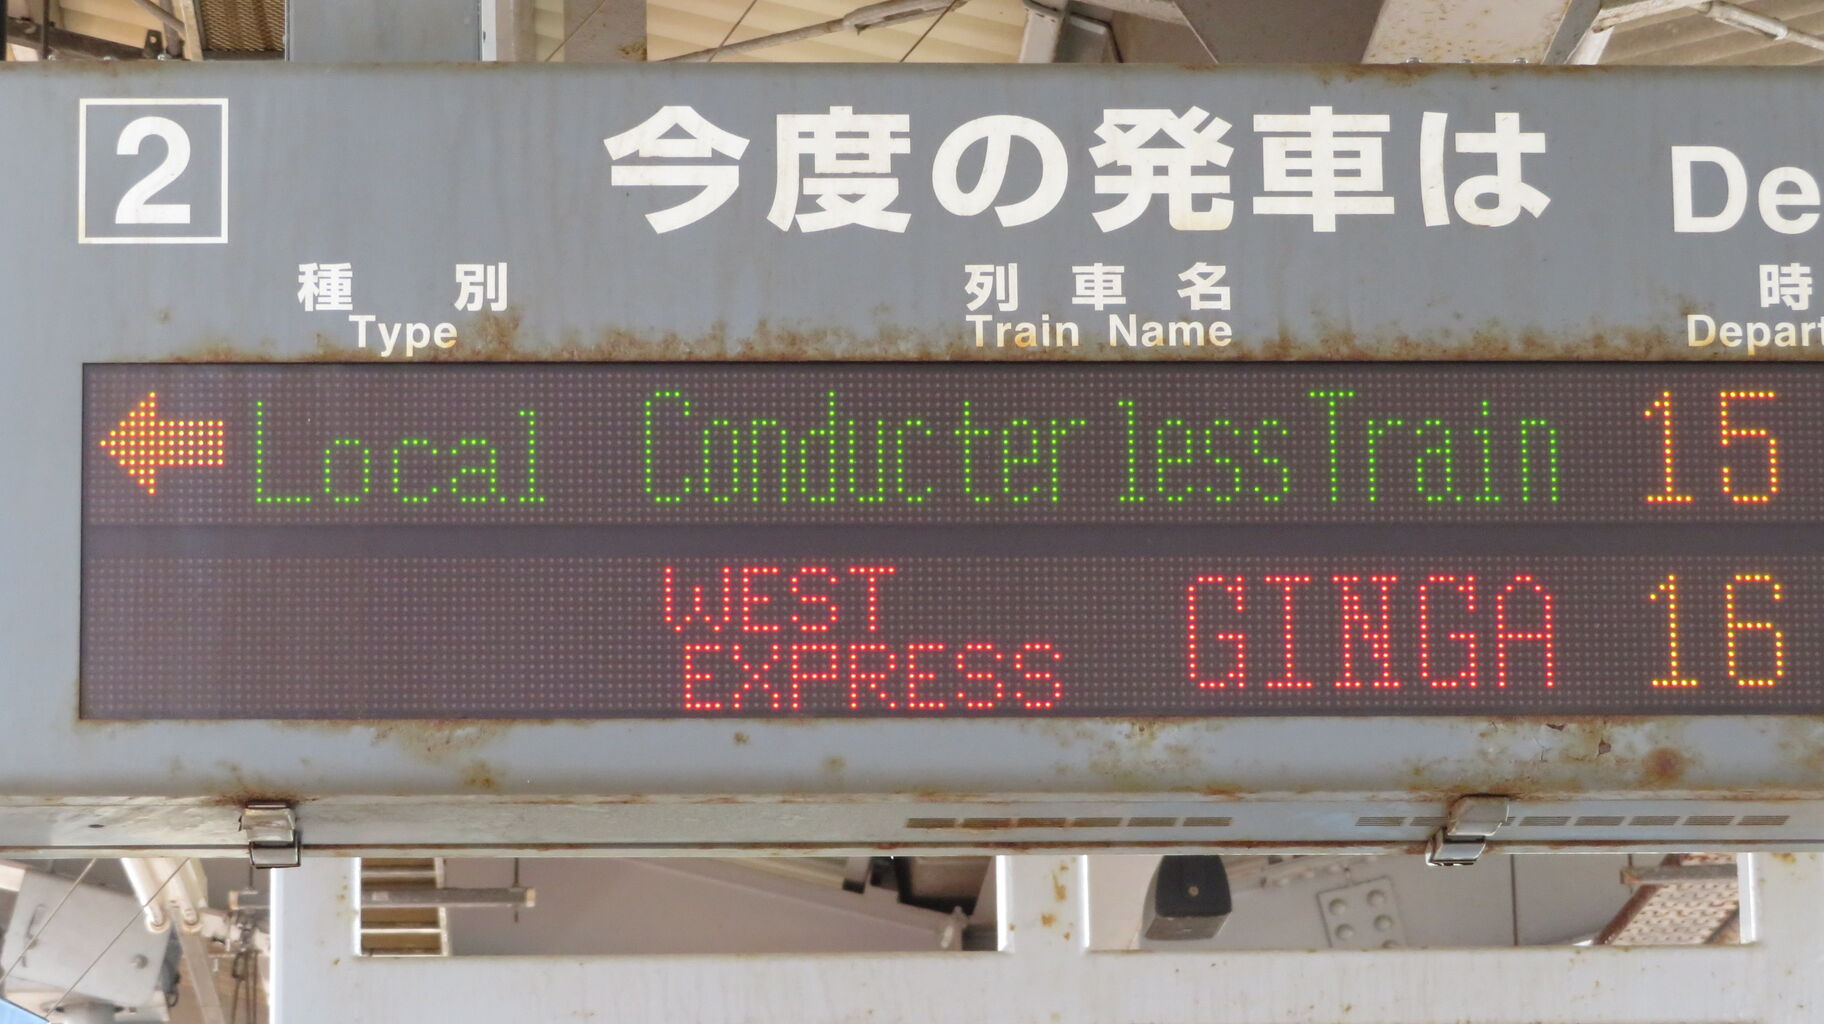 2 今度の発車は De
種別 列車名 時
Type Train Name Depart
Local ConducterlessTrain 15
WEST EXPRESS GINGA 16